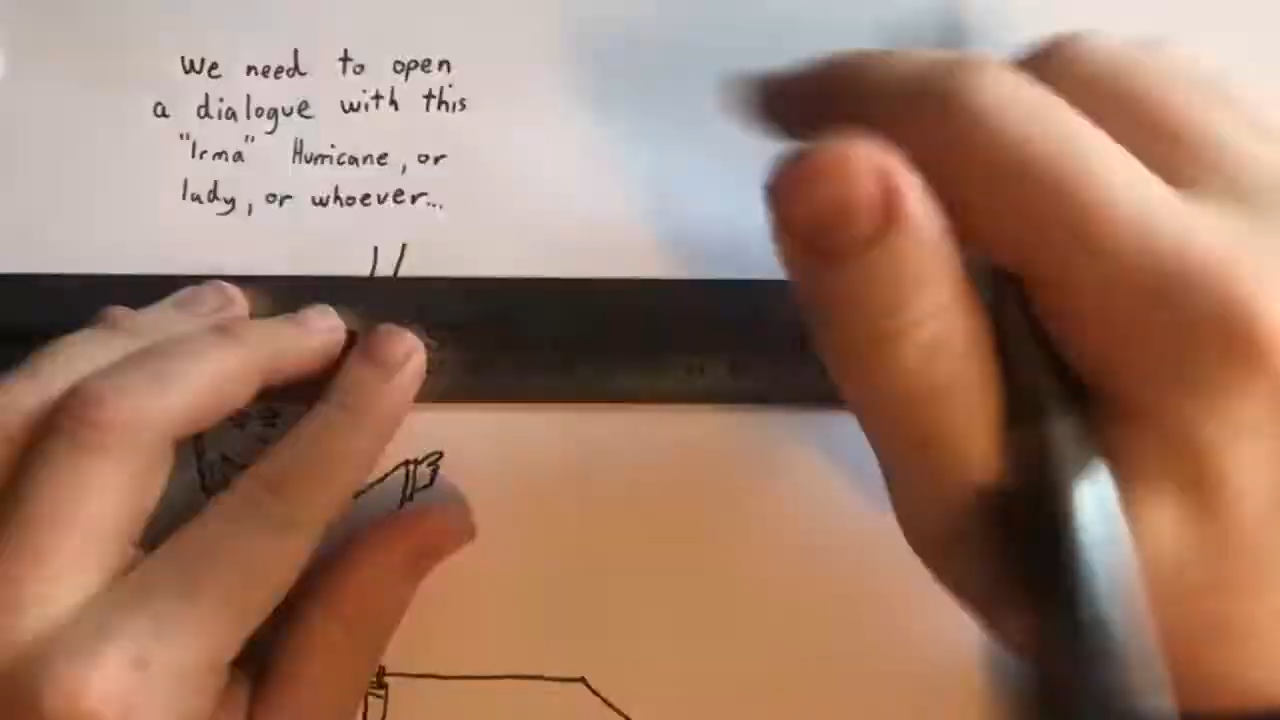 We need to open
a dialogue with this
"Irma" Hurricane, or
lady, or whoever...